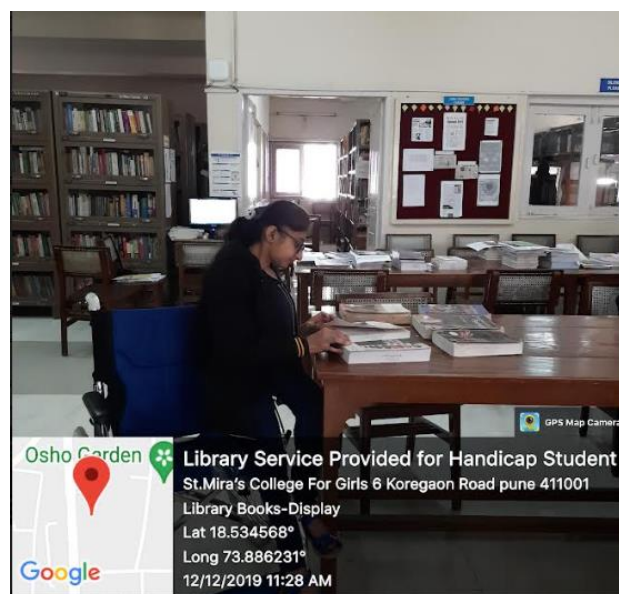 GPS Map Camera
Osho Garden
Google
Library Service Provided for Handicap Student
St.Mira's College For Girls 6 Koregaon Road pune 411001
Library Books-Display
Lat 18.534568°
Long 73.886231°
12/12/2019 11:28 AM